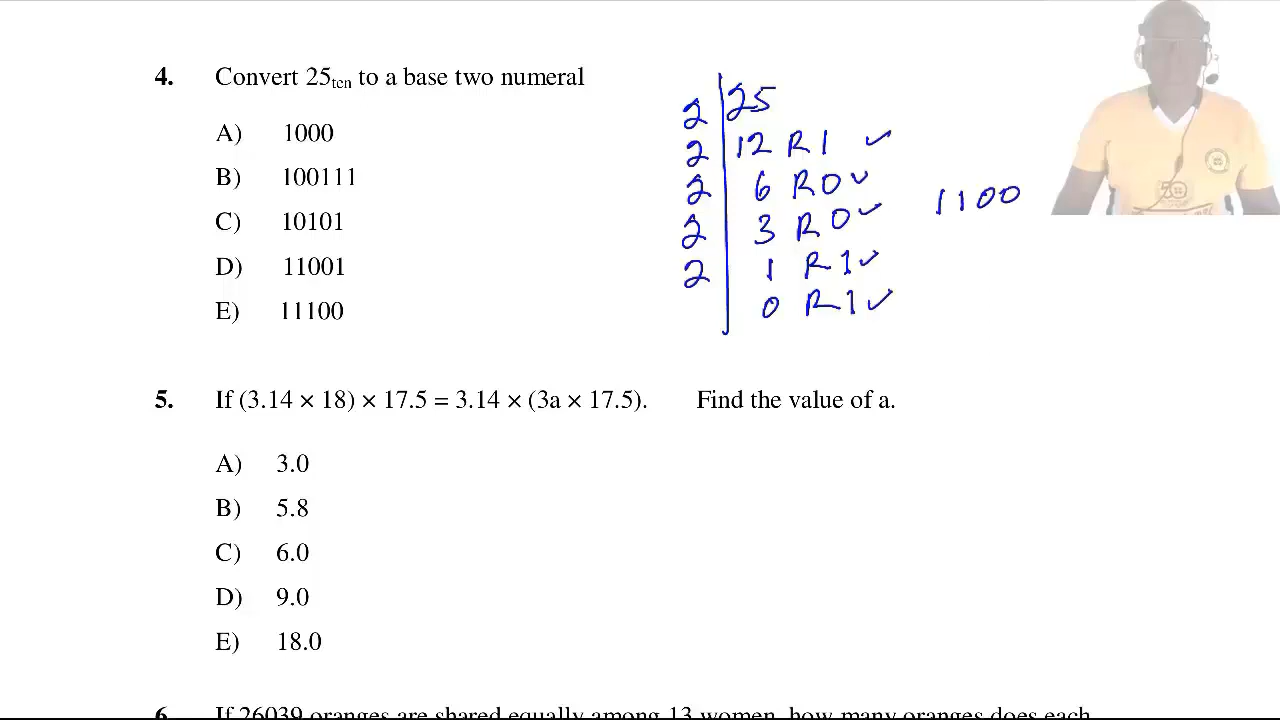 4. Convert 25ten to a base two numeral
A) 1000
B) 100111
C) 10101
D) 11001
E) 11100
2 25
2 12 R1 ✓
2 6 R0 ✓
2 3 R0 ✓
2 1 R1 ✓
0 R1 ✓
1100
5. If (3.14 × 18) × 17.5 = 3.14 × (3a × 17.5). Find the value of a.
A) 3.0
B) 5.8
C) 6.0
D) 9.0
E) 18.0
6. If 26039 oranges are shared equally among 13 women, how many oranges does each
50